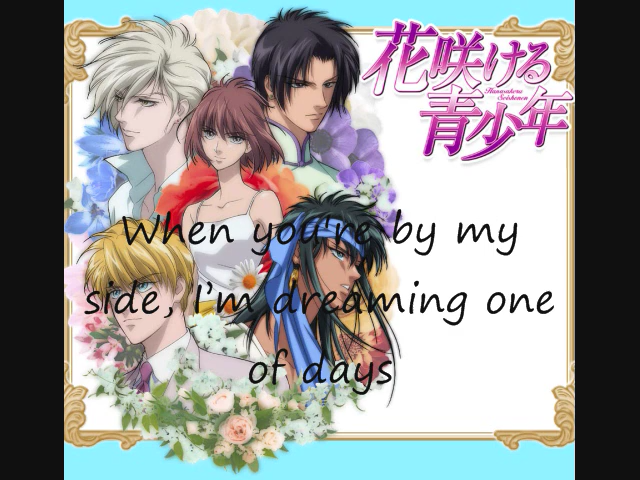 花咲ける
Hanasakeru
Seishonen
青少年
When you're by my
side, I'm dreaming one
of days